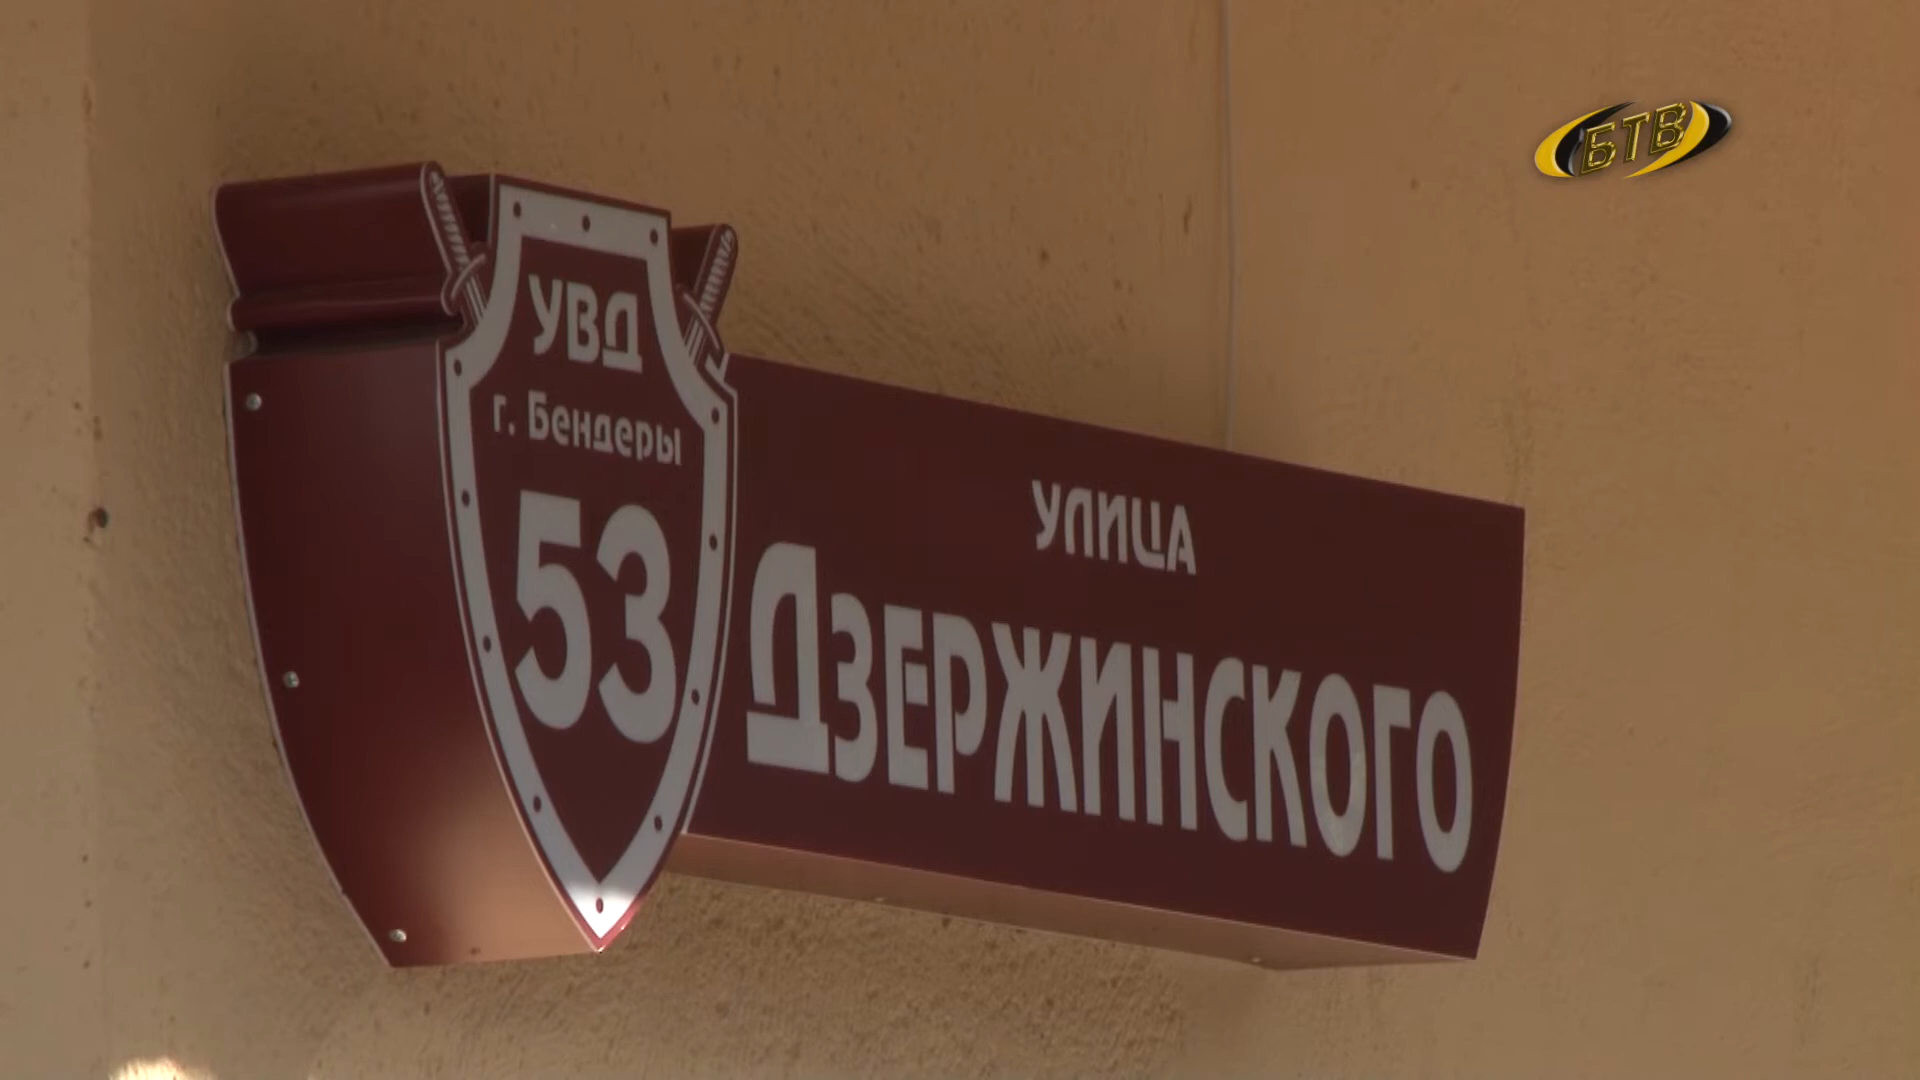 БТВ
УВД
г. Бендеры
53
УЛИЦА
ДЗЕРЖИНСКОГО